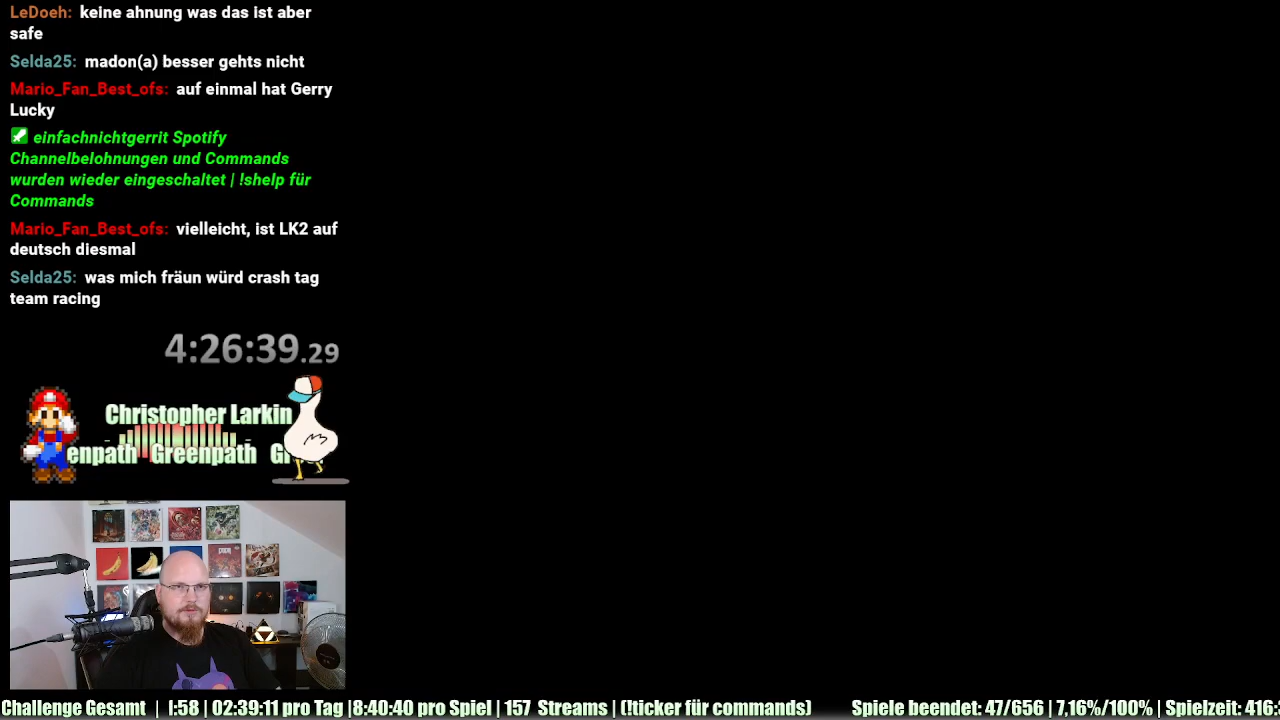 LeDoeh: keine ahnung was das ist aber
safe
Selda25: madon(a) besser gehts nicht
Mario_Fan_Best_ofs: auf einmal hat Gerry
Lucky
einfachnichtgerrit Spotify
Channelbelohnungen und Commands
wurden wieder eingeschaltet | !shelp für
Commands
Mario_Fan_Best_ofs: vielleicht, ist LK2 auf
deutsch diesmal
Selda25: was mich fräun würd crash tag
team racing
4:26:39.29
Christopher Larkin
enpath Greenpath
Challenge Gesamt | !:58 | 02:39:11 pro Tag |8:40:40 pro Spiel | 157 Streams | (!ticker für commands) Spiele beendet: 47/656 | 7,16%/100% | Spielzeit: 416: